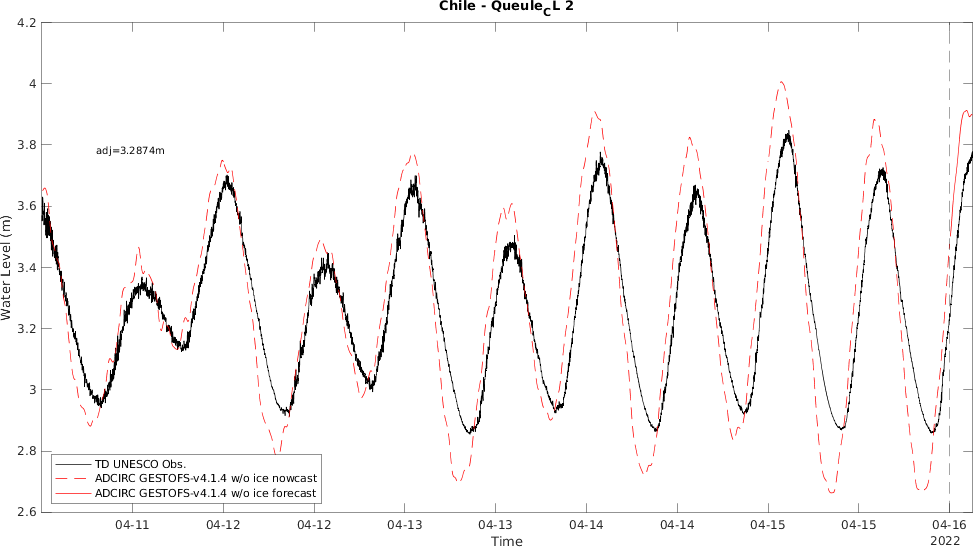 Chile - Queule_C L 2
4.2
4
3.8
3.6
3.4
3.2
3
2.8
2.6
Water Level (m)
adj=3.2874m
TD UNESCO Obs.
ADCIRC GESTOFS-v4.1.4 w/o ice nowcast
ADCIRC GESTOFS-v4.1.4 w/o ice forecast
04-11 04-12 04-12 04-13 04-13 04-14 04-14 04-15 04-15 04-16
2022
Time